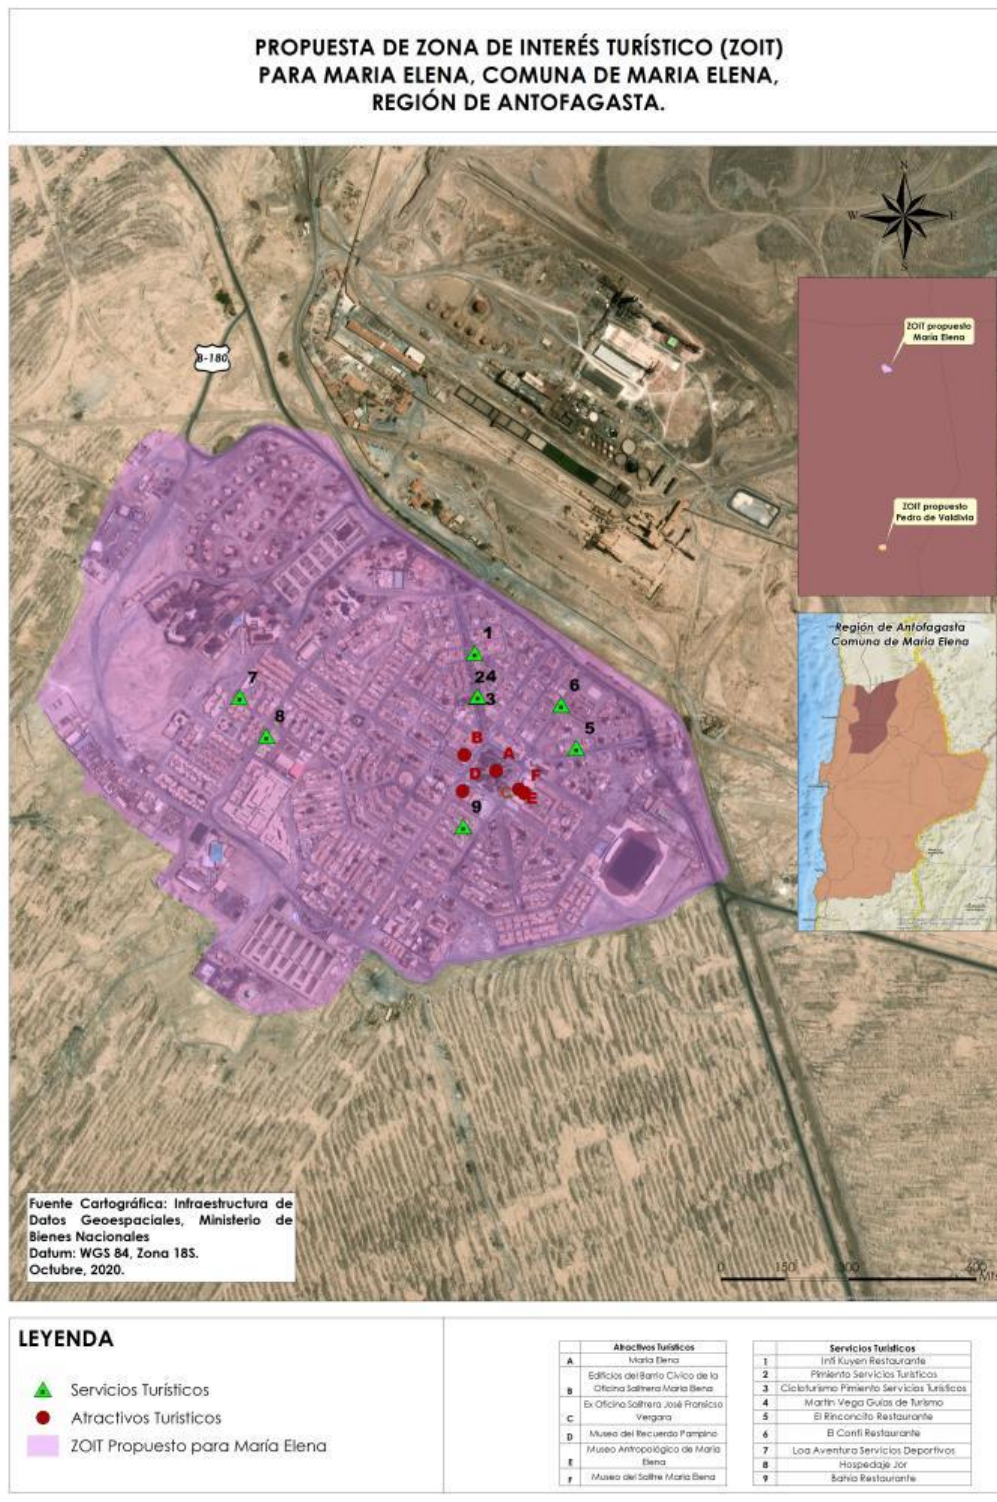 PROPUESTA DE ZONA DE INTERÉS TURÍSTICO (ZOIT)
PARA MARIA ELENA, COMUNA DE MARIA ELENA,
REGIÓN DE ANTOFAGASTA.
N
W
E
S
B-180
ZOIT propuesto
María Elena
ZOIT propuesto
Pedro de Valdivia
Región de Antofagasta
Comuna de María Elena
1
24
3
6
7
8
5
B
A
D
F
C
E
9
Fuente Cartográfica: Infraestructura de
Datos Geoespaciales, Ministerio de
Bienes Nacionales
Datum: WGS 84, Zona 18S.
Octubre, 2020.
0 150 300 600
Mts
LEYENDA
Servicios Turísticos
Atractivos Turísticos
ZOIT Propuesto para María Elena
Atractivos Turísticos
A María Elena
B Edificios del Barrio Cívico de la
Oficina Salitrera María Elena
C Ex Oficina Salitrera José Fransicso
Vergara
D Museo del Recuerdo Pampino
E Museo Antropológico de María
Elena
F Museo del Salitre María Elena
Servicios Turísticos
1 Inti Kuyen Restaurante
2 Pimiento Servicios Turísticos
3 Cicloturismo Pimiento Servicios Turísticos
4 Martin Vega Guías de Turismo
5 El Rinconcito Restaurante
6 El Confi Restaurante
7 Loa Aventura Servicios Deportivos
8 Hospedaje Jor
9 Bahía Restaurante